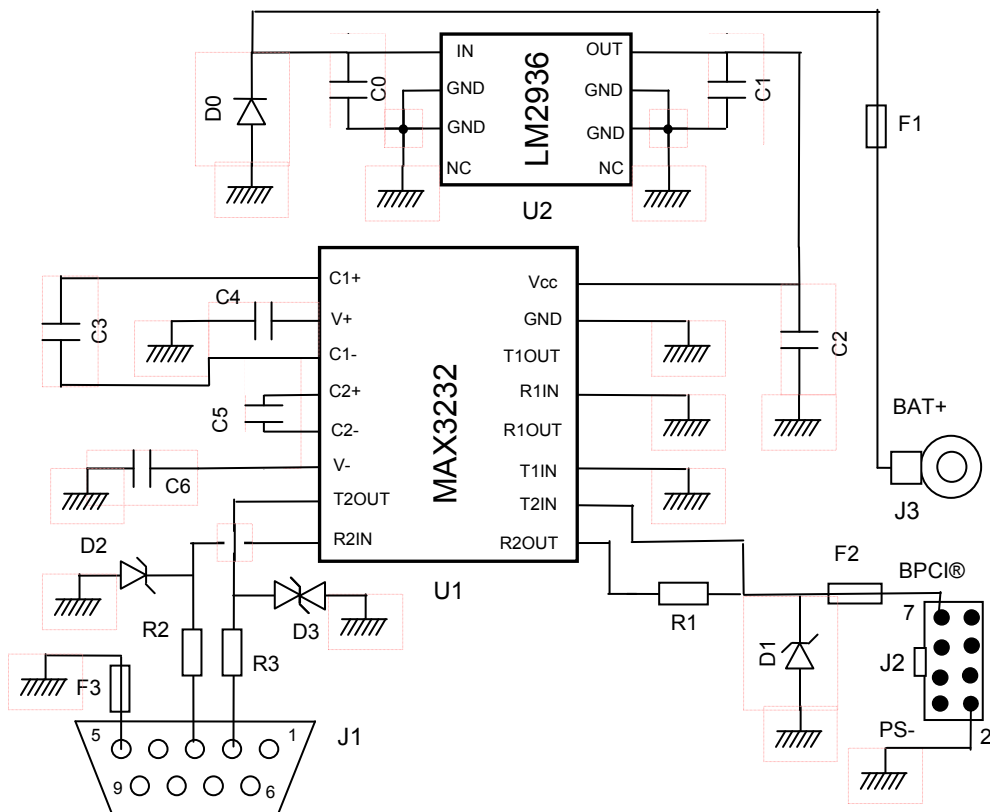 IN
OUT
GND
GND
GND
GND
NC
NC
LM2936
U2
D0
C0
C1
F1
C1+
V+
C1-
C2+
C2-
V-
T2OUT
R2IN
Vcc
GND
T1OUT
R1IN
R1OUT
T1IN
T2IN
R2OUT
MAX3232
U1
C3
C4
C5
C6
C2
BAT+
J3
D2
D3
R2
R3
F3
R1
D1
F2
BPCI®
7
J2
PS-
2
5
1
9
6
J1